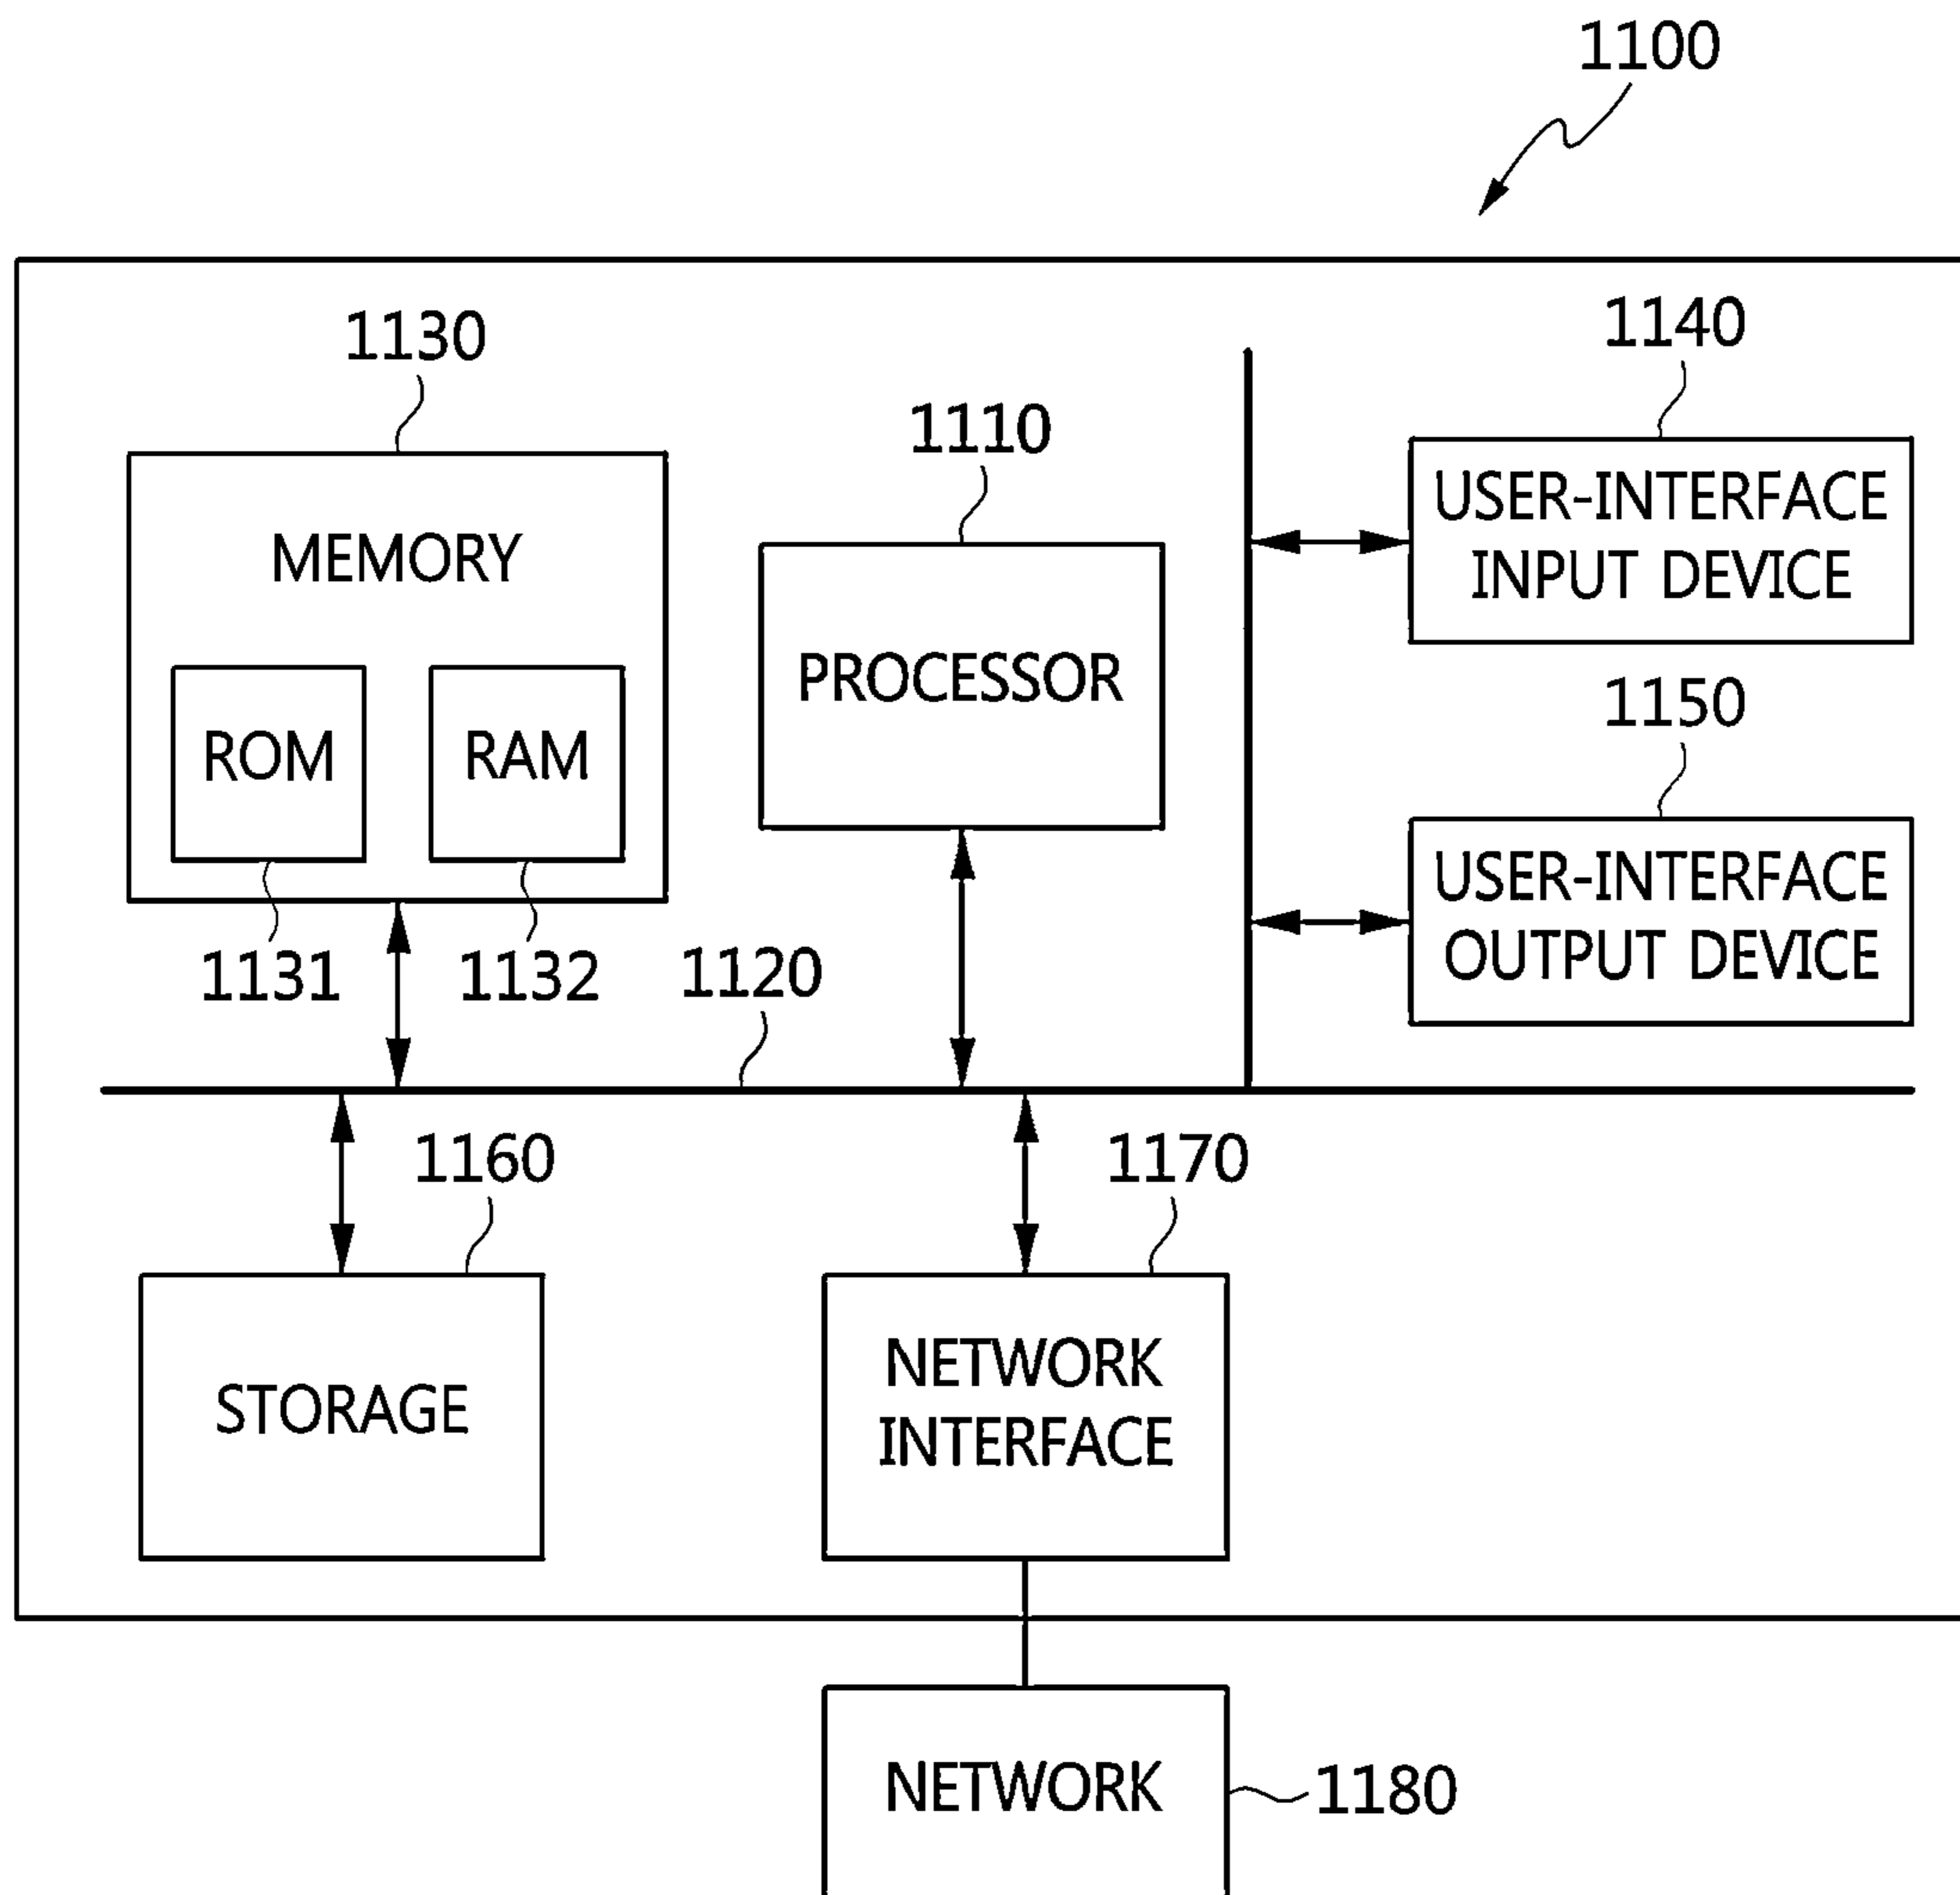 1100
1130
1140
1110
USER-INTERFACE
INPUT DEVICE
MEMORY
PROCESSOR
1150
ROM
RAM
USER-INTERFACE
OUTPUT DEVICE
1131
1132
1120
1160
1170
NETWORK
INTERFACE
STORAGE
NETWORK
1180